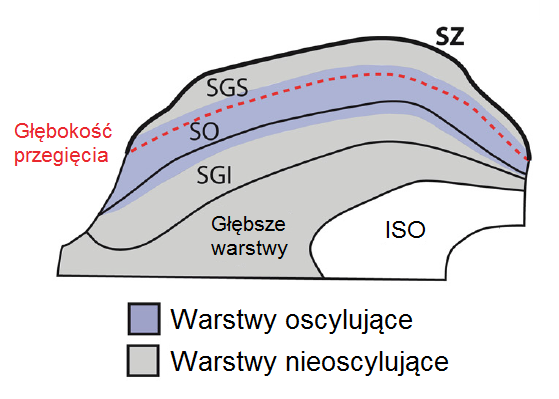 SZ
SGS
Głębokość
przegięcia
SO
SGI
Głębsze
warstwy
ISO
Warstwy oscylujące
Warstwy nieoscylujące